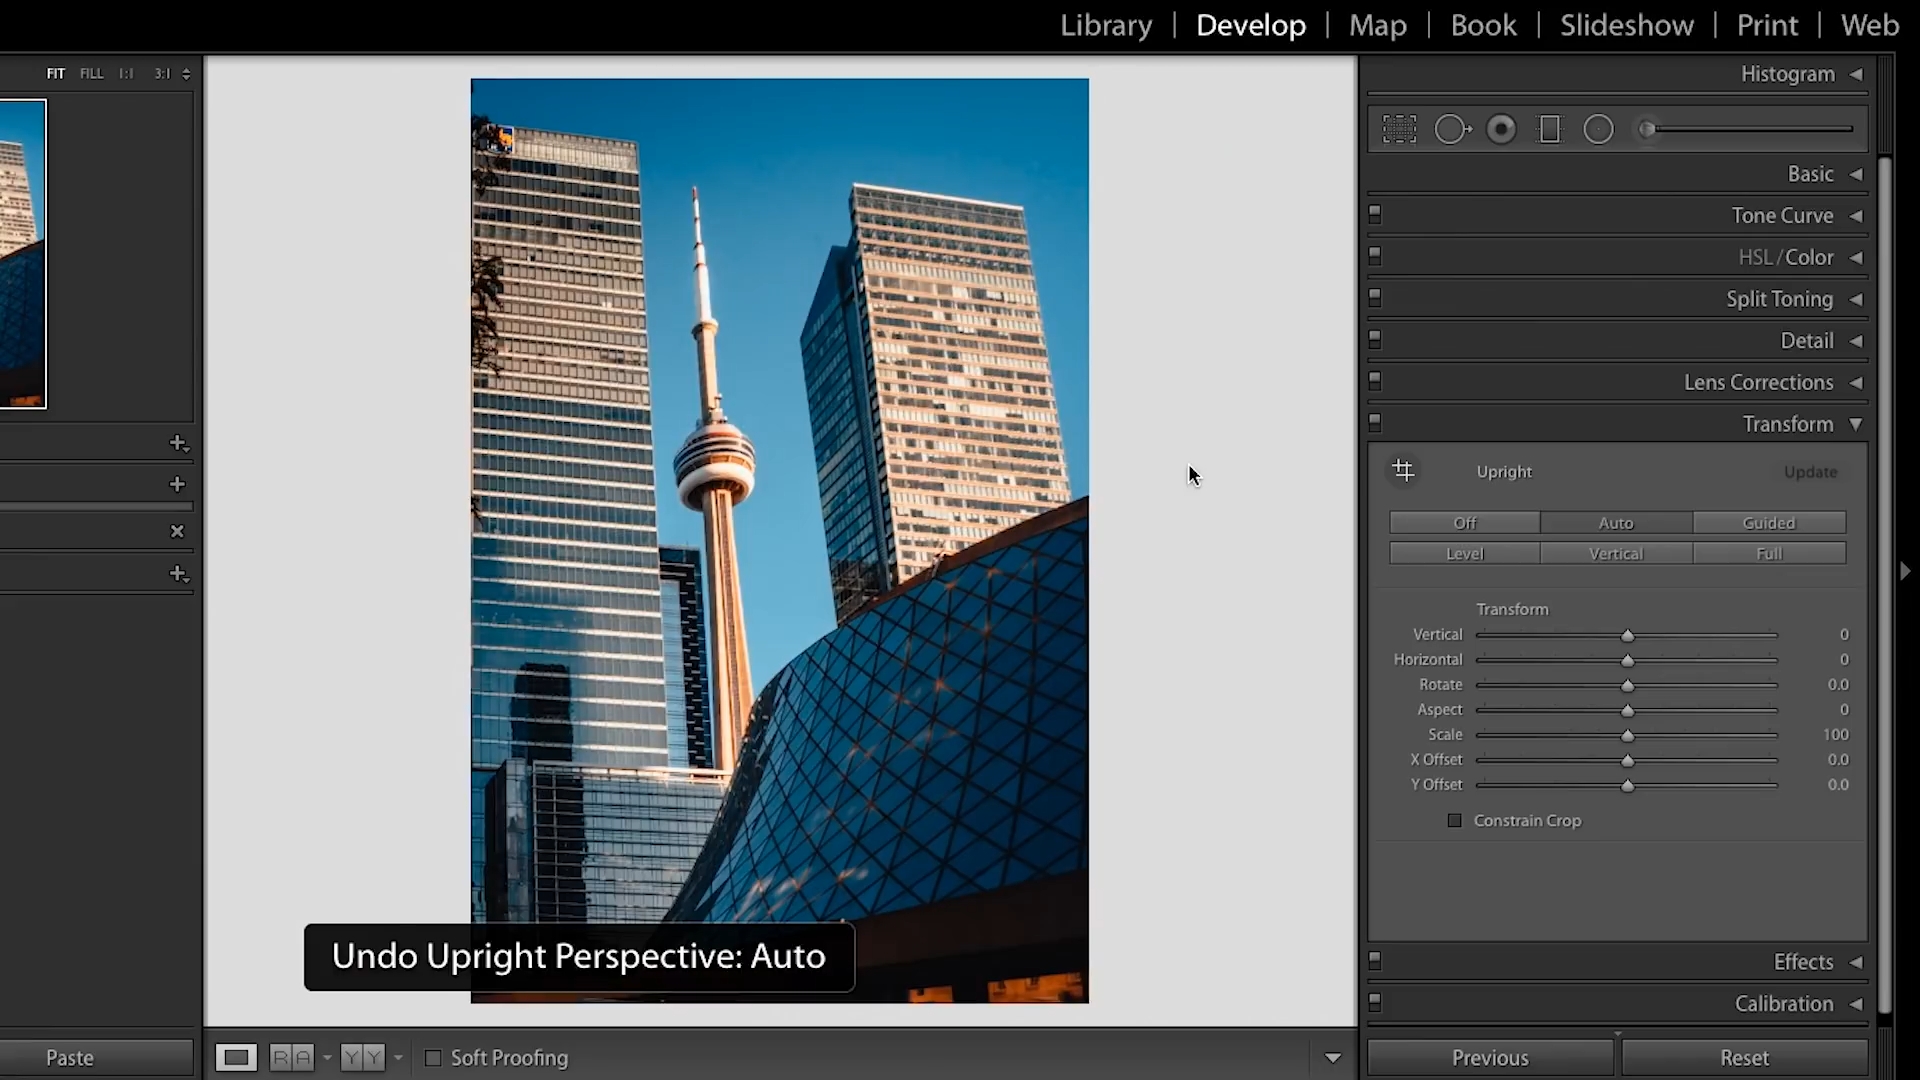 Library | Develop | Map | Book | Slideshow | Print | Web
FIT FILL 1:1 3:1
Histogram
Basic
Tone Curve
HSL / Color
Split Toning
Detail
Lens Corrections
Transform
Upright Update
Off Auto Guided
Level Vertical Full
Transform
Vertical 0
Horizontal 0
Rotate 0.0
Aspect 0
Scale 100
X Offset 0.0
Y Offset 0.0
Constrain Crop
Undo Upright Perspective: Auto
Effects
Calibration
Paste
R A Y Y Soft Proofing
Previous Reset